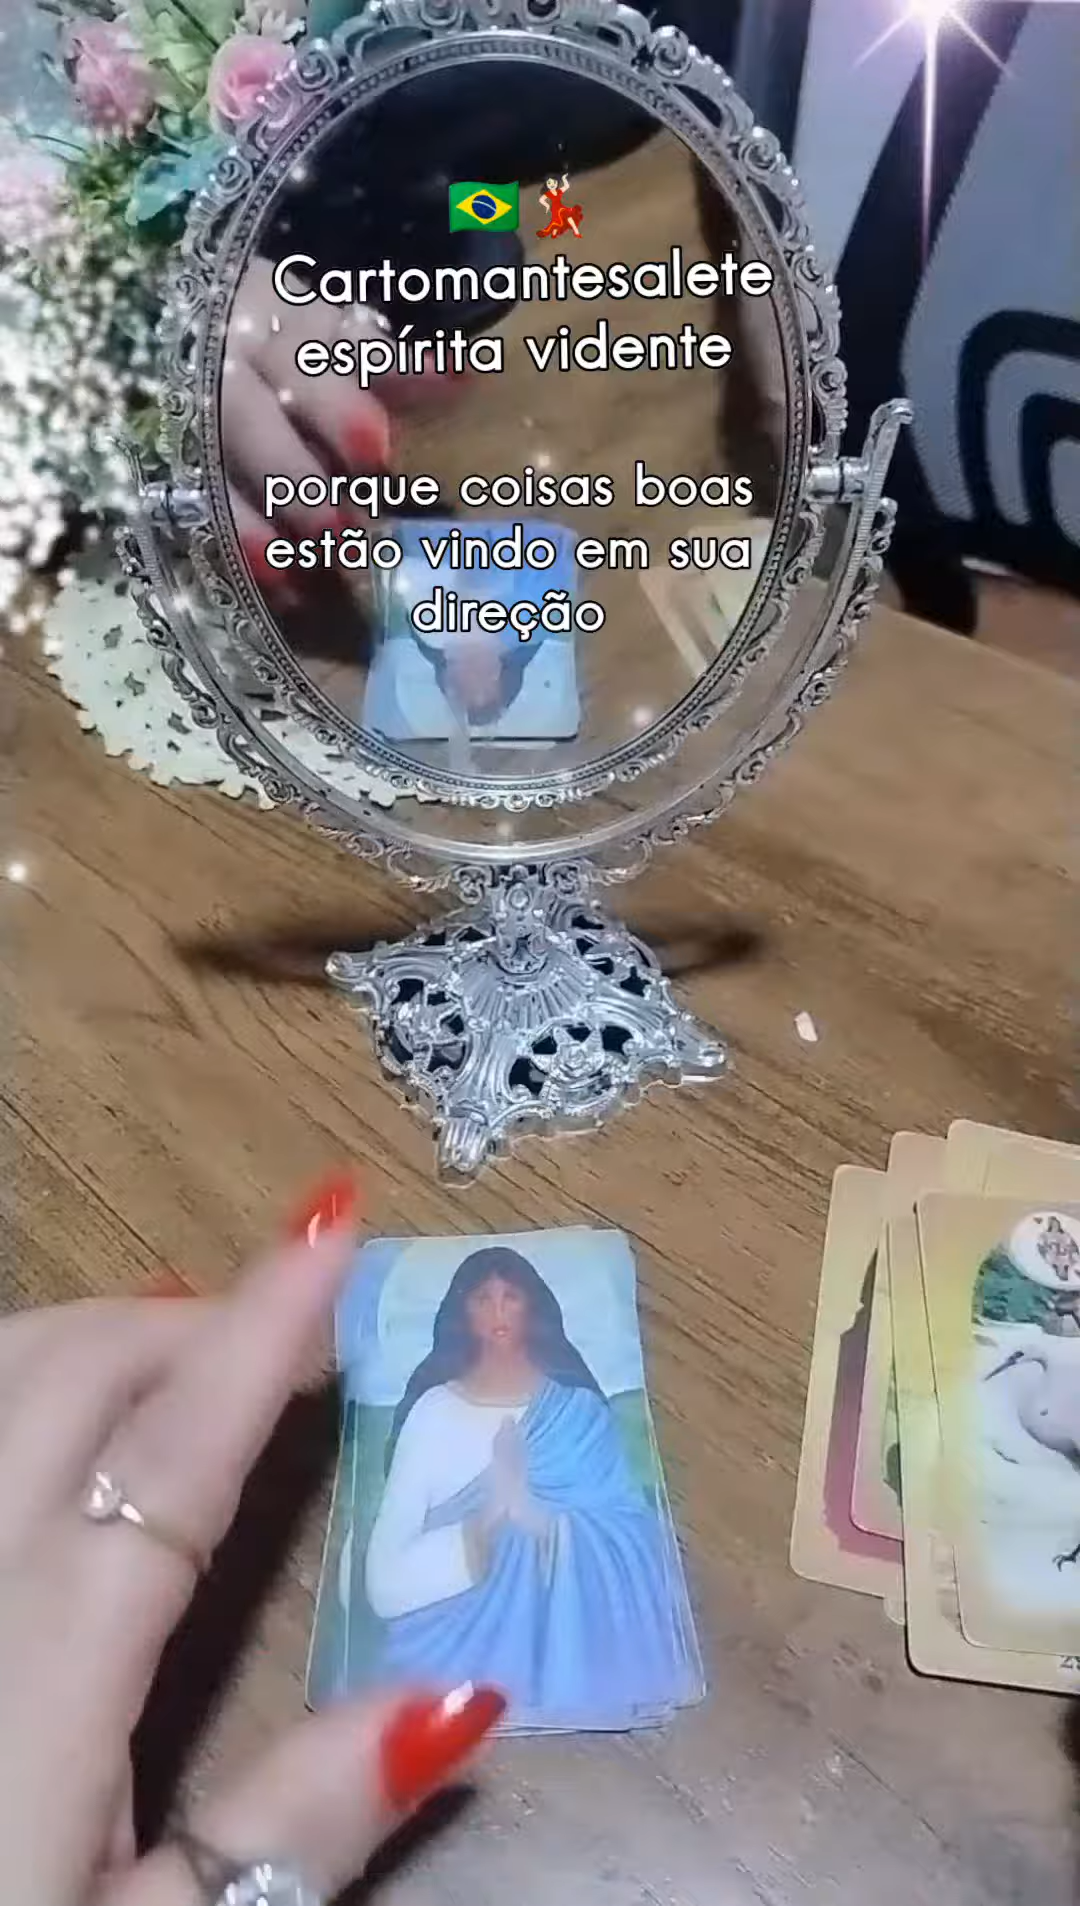 🇧🇷💃🏻
Cartomantesalete
espírita vidente
porque coisas boas
estão vindo em sua
direção